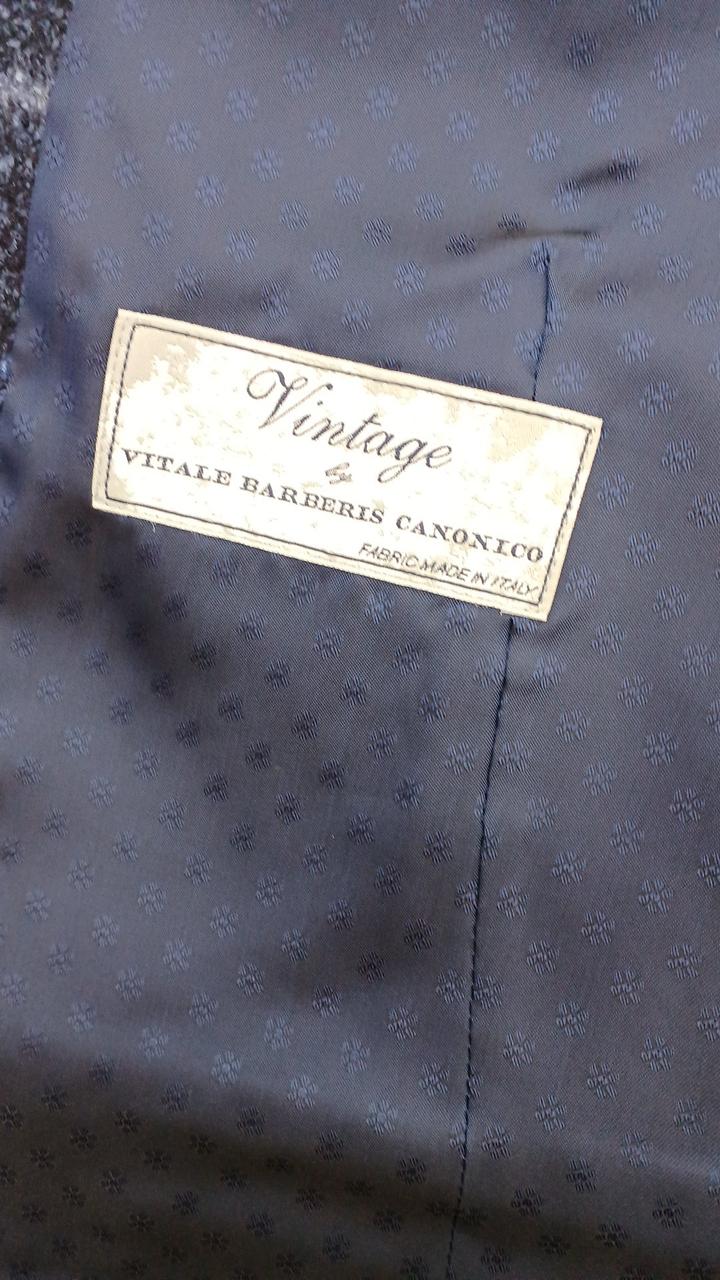 Vintage
by
VITALE BARBERIS CANONICO
FABRIC MADE IN ITALY